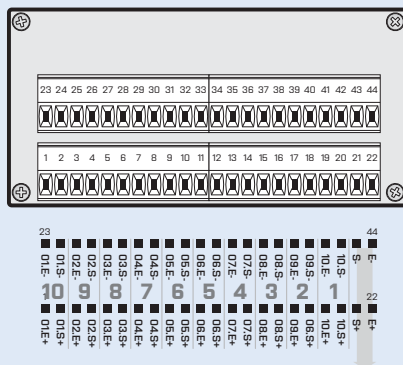 23 24 25 26 27 28 29 30 31 32 33 34 35 36 37 38 39 40 41 42 43 44
1 2 3 4 5 6 7 8 9 10 11 12 13 14 15 16 17 18 19 20 21 22
23 44
01.E- 01.S- 02.E- 02.S- 03.E- 03.S- 04.E- 04.S- 05.E- 05.S- 06.E- 06.S- 07.E- 07.S- 08.E- 08.S- 09.E- 09.S- 10.E- 10.S- S- E-
10 9 8 7 6 5 4 3 2 1
1 22
01.E+ 01.S+ 02.E+ 02.S+ 03.E+ 03.S+ 04.E+ 04.S+ 05.E+ 05.S+ 06.E+ 06.S+ 07.E+ 07.S+ 08.E+ 08.S+ 09.E+ 06.S+ 10.E+ 10.S+ S+ E+